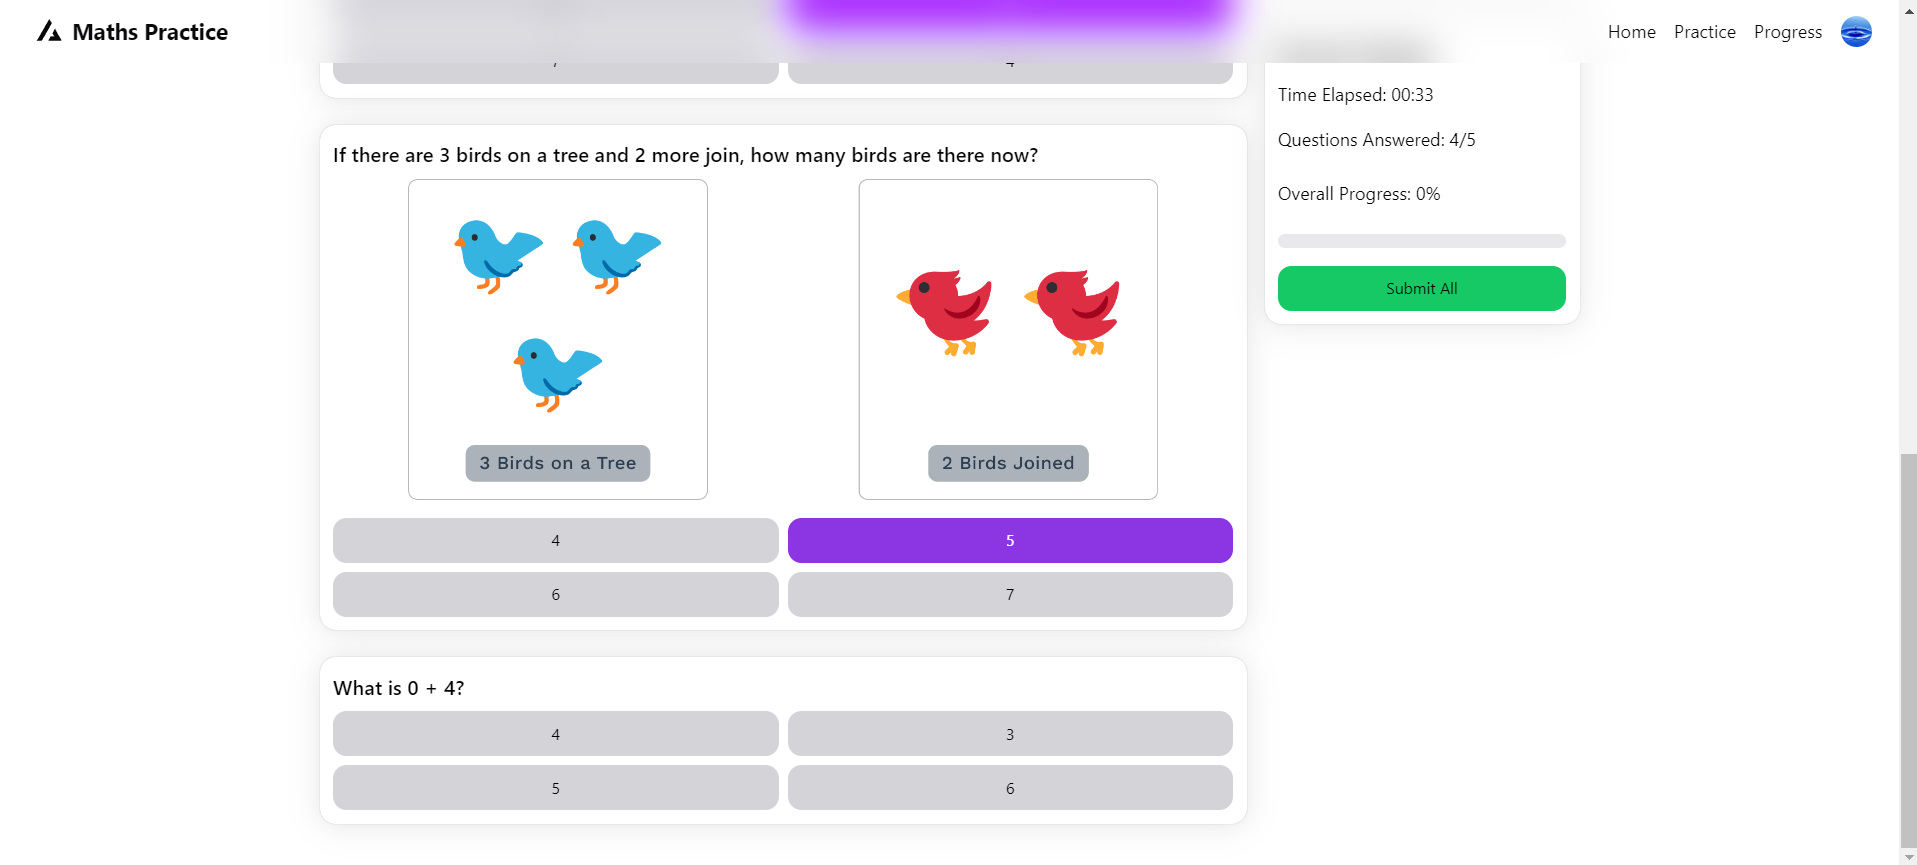 Maths Practice
Home Practice Progress
4
Time Elapsed: 00:33
Questions Answered: 4/5
Overall Progress: 0%
Submit All
If there are 3 birds on a tree and 2 more join, how many birds are there now?
3 Birds on a Tree
2 Birds Joined
4
5
6
7
What is 0 + 4?
4
3
5
6